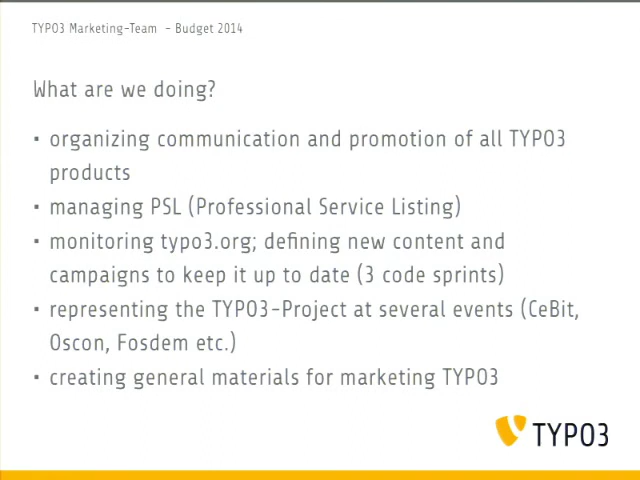 TYPO3 Marketing-Team - Budget 2014
What are we doing?
▪ organizing communication and promotion of all TYPO3
products
▪ managing PSL (Professional Service Listing)
▪ monitoring typo3.org; defining new content and
campaigns to keep it up to date (3 code sprints)
▪ representing the TYPO3-Project at several events (CeBit,
Oscon, Fosdem etc.)
▪ creating general materials for marketing TYPO3
TYPO3